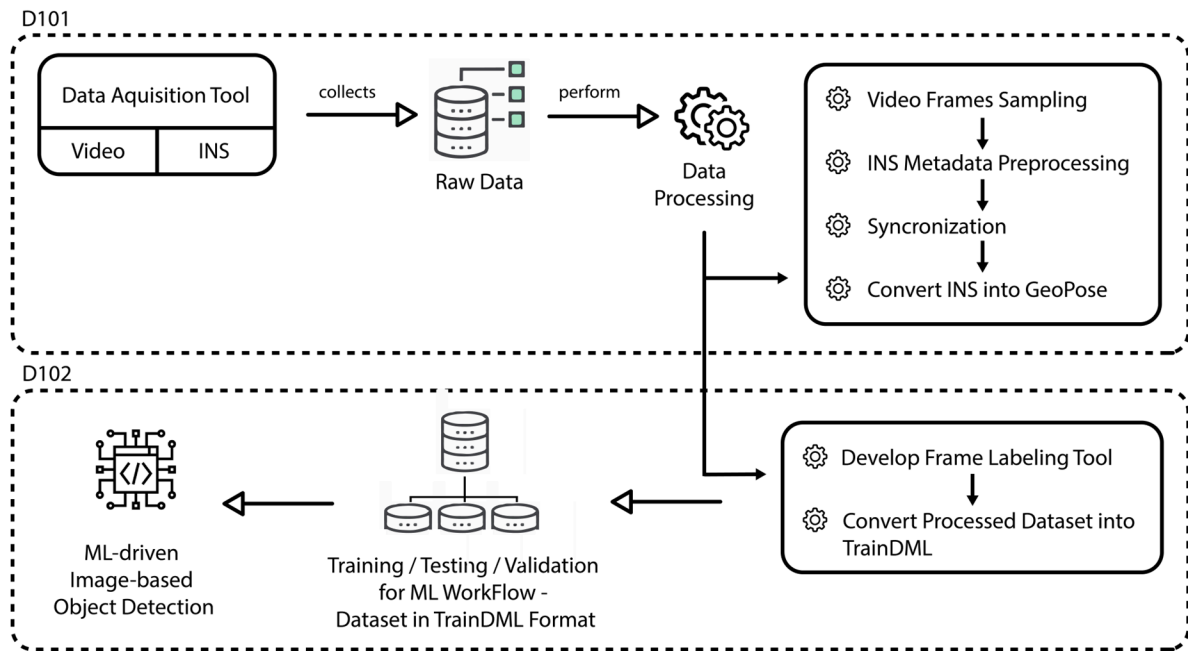 D101
Data Aquisition Tool
Video
INS
collects
Raw Data
perform
Data
Processing
Video Frames Sampling
INS Metadata Preprocessing
Syncronization
Convert INS into GeoPose
D102
Develop Frame Labeling Tool
Convert Processed Dataset into
TrainDML
Training / Testing / Validation
for ML WorkFlow -
Dataset in TrainDML Format
</>
ML-driven
Image-based
Object Detection